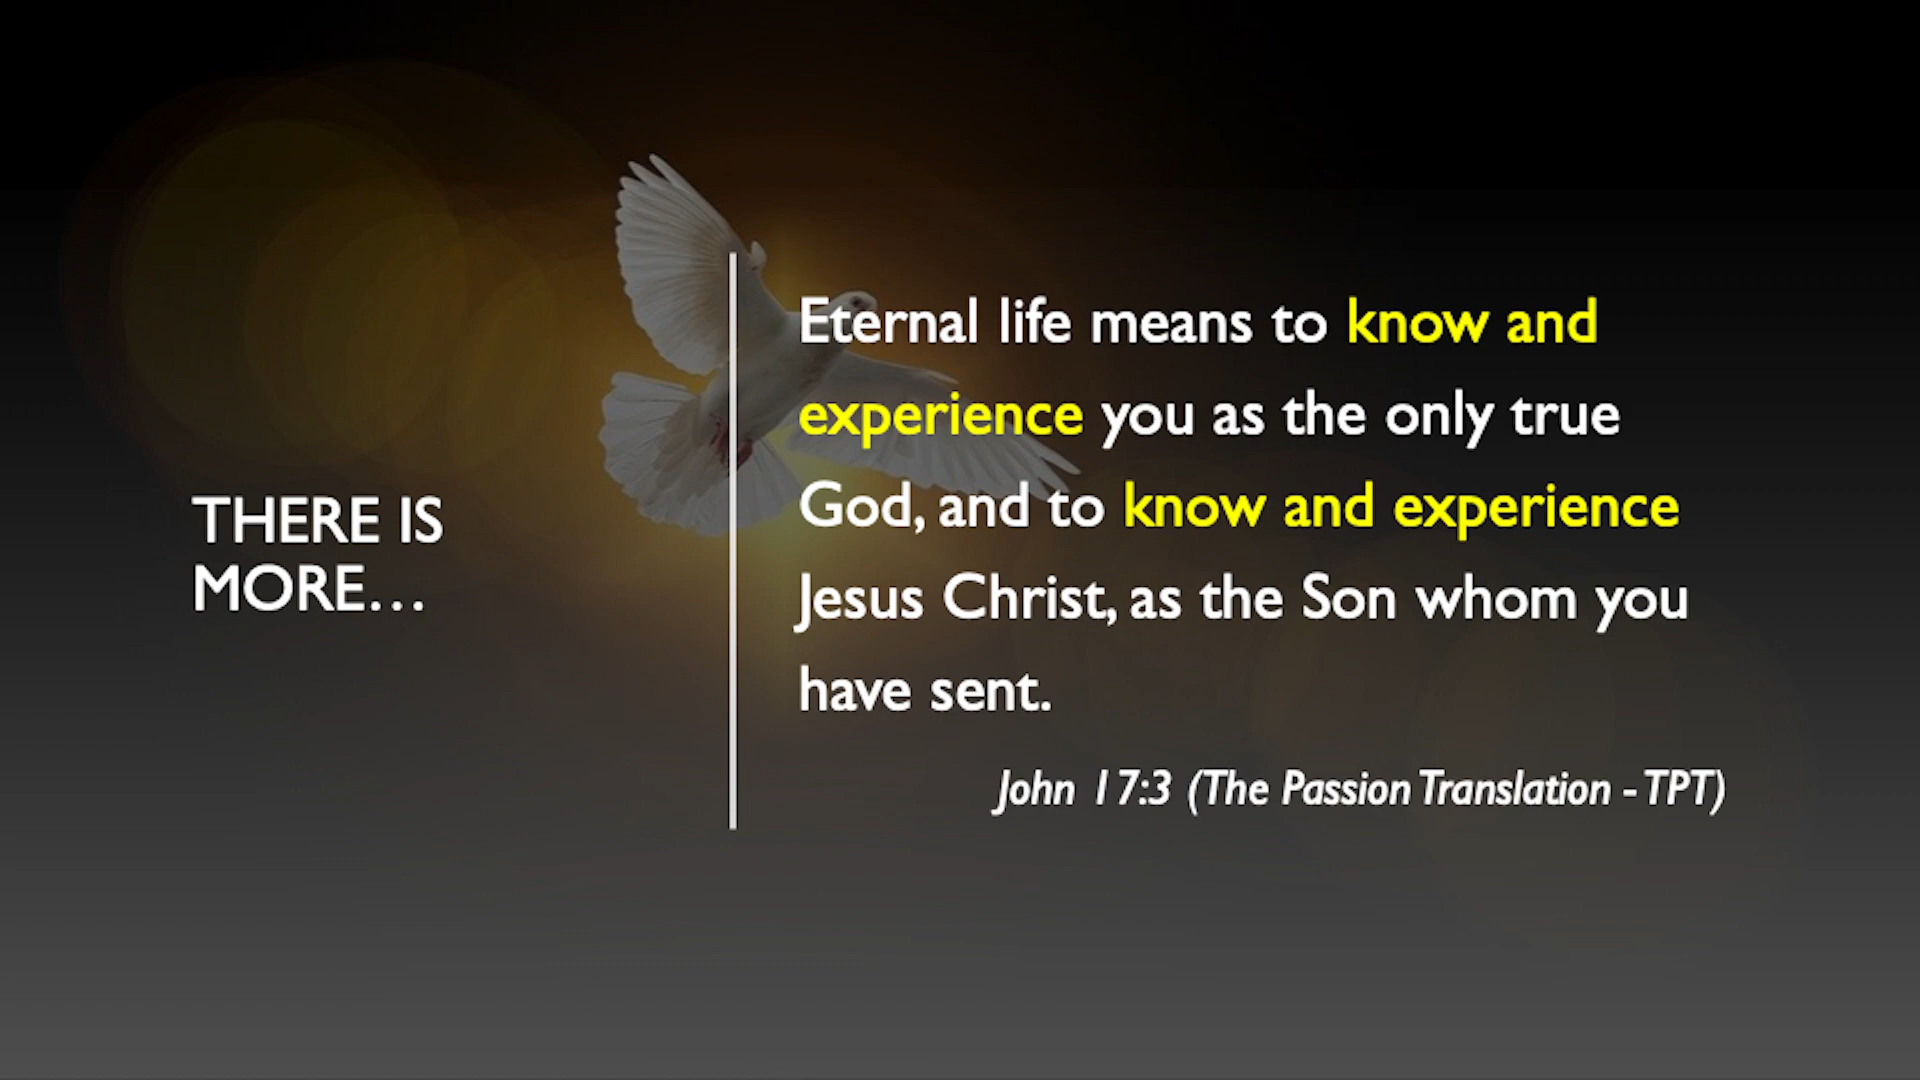 THERE IS
MORE...
Eternal life means to know and
experience you as the only true
God, and to know and experience
Jesus Christ, as the Son whom you
have sent.
John 17:3 (The Passion Translation - TPT)